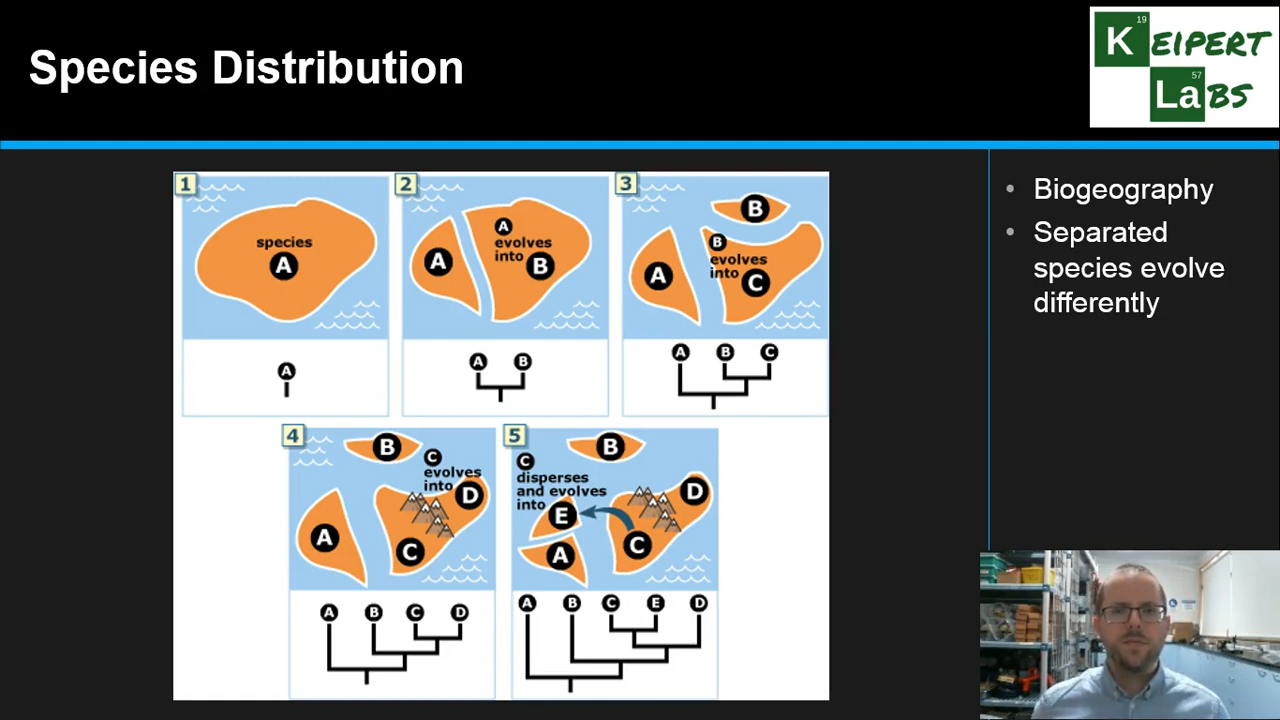 Species Distribution
19
K EIPERT
57
La BS
1
species
A
A
2
A
A
evolves
into
B
A B
3
B
A
B
evolves
into
C
A B C
4
B
C
evolves
into
D
A
C
A B C D
5
B
C
disperses
and evolves
into
E
D
A
C
A B C E D
• Biogeography
• Separated
species evolve
differently